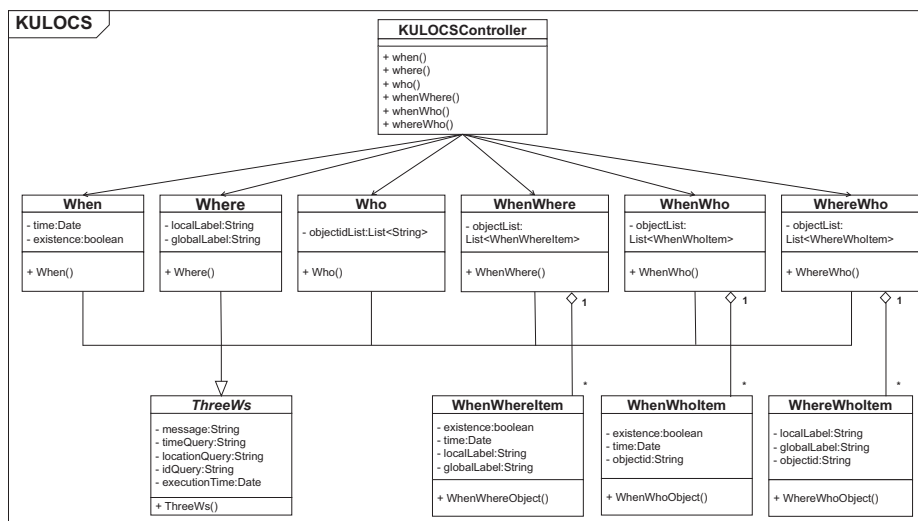 KULOCS
KULOCSController
+ when()
+ where()
+ who()
+ whenWhere()
+ whenWho()
+ whereWho()
When
- time:Date
- existence:boolean
+ When()
Where
- localLabel:String
- globalLabel:String
+ Where()
Who
- objectidList:List<String>
+ Who()
WhenWhere
- objectList:
List<WhenWhereItem>
+ WhenWhere()
WhenWho
- objectList:
List<WhenWhoItem>
+ WhenWho()
WhereWho
- objectList:
List<WhereWhoItem>
+ WhereWho()
1
1
1
*
*
*
ThreeWs
- message:String
- timeQuery:String
- locationQuery:String
- idQuery:String
- executionTime:Date
+ ThreeWs()
WhenWhereItem
- existence:boolean
- time:Date
- localLabel:String
- globalLabel:String
+ WhenWhereObject()
WhenWhoItem
- existence:boolean
- time:Date
- objectid:String
+ WhenWhoObject()
WhereWhoItem
- localLabel:String
- globalLabel:String
- objectid:String
+ WhereWhoObject()